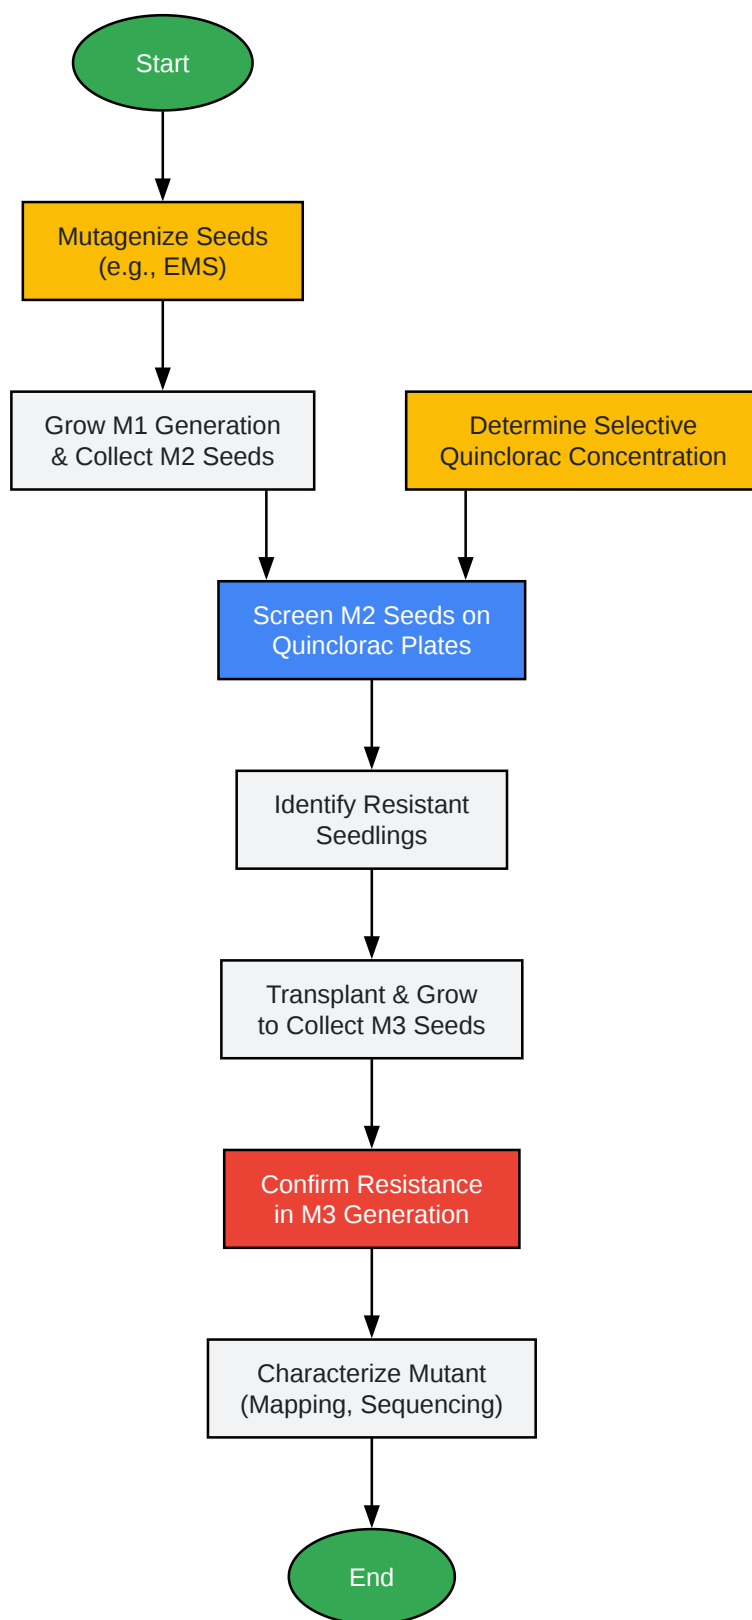 Start
Mutagenize Seeds
(e.g., EMS)
Grow M1 Generation
& Collect M2 Seeds
Determine Selective
Quinclorac Concentration
Screen M2 Seeds on
Quinclorac Plates
Identify Resistant
Seedlings
Transplant & Grow
to Collect M3 Seeds
Confirm Resistance
in M3 Generation
Characterize Mutant
(Mapping, Sequencing)
End